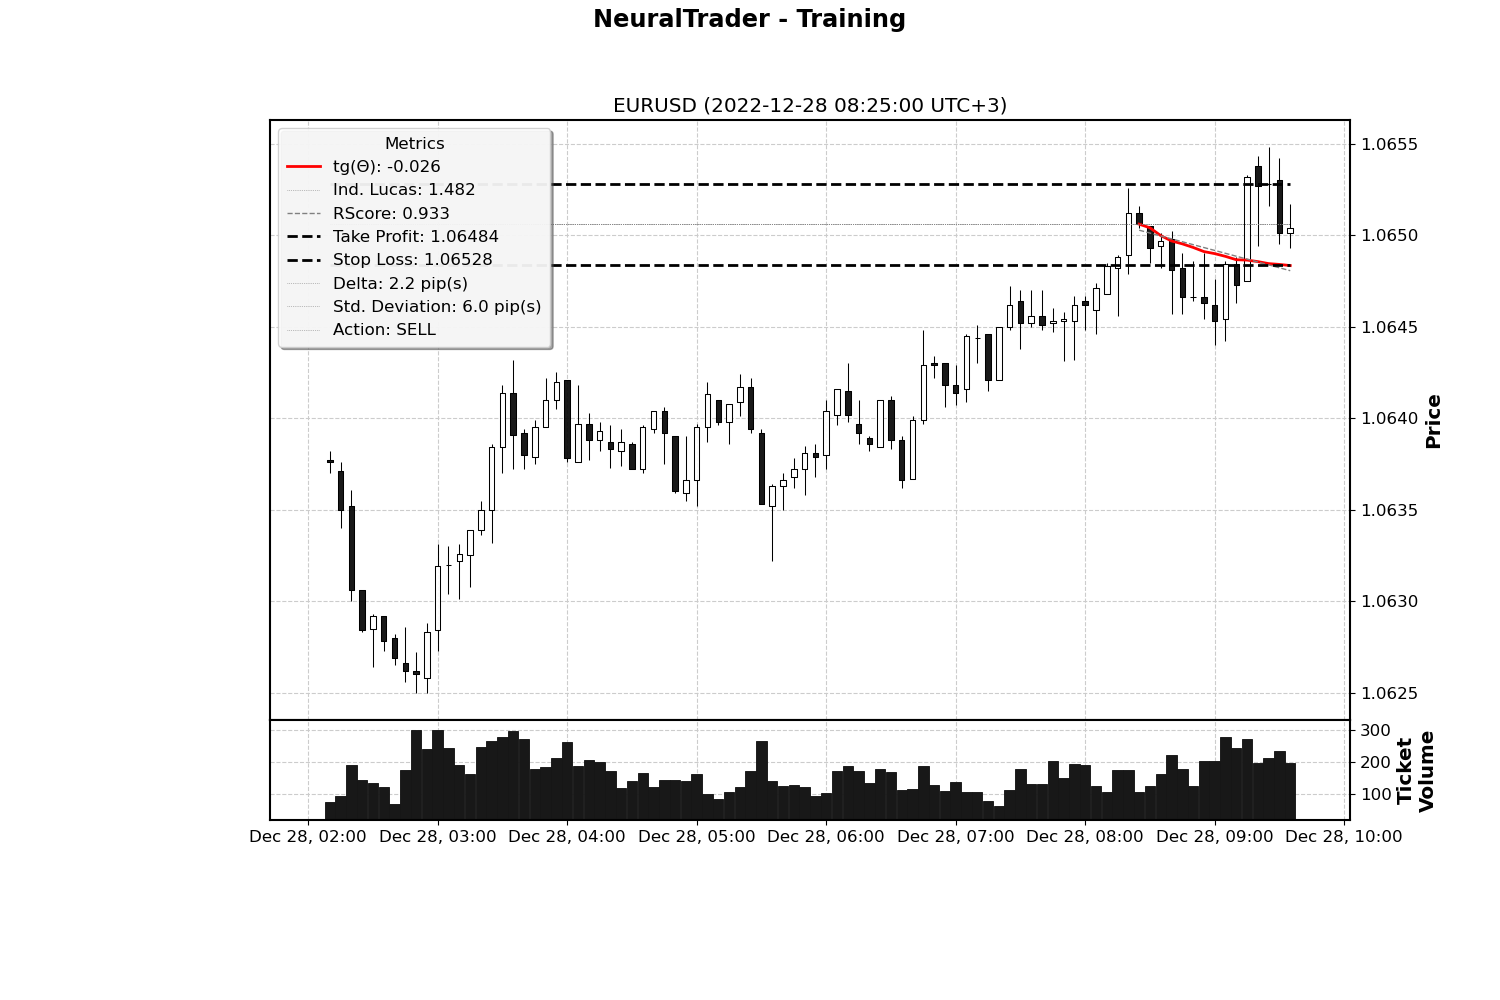 NeuralTrader - Training
EURUSD (2022-12-28 08:25:00 UTC+3)
Metrics
tg(Θ): -0.026
Ind. Lucas: 1.482
RScore: 0.933
Take Profit: 1.06484
Stop Loss: 1.06528
Delta: 2.2 pip(s)
Std. Deviation: 6.0 pip(s)
Action: SELL
1.0655
1.0650
1.0645
1.0640
1.0635
1.0630
1.0625
Price
300
200
100
Ticket
Volume
Dec 28, 02:00
Dec 28, 03:00
Dec 28, 04:00
Dec 28, 05:00
Dec 28, 06:00
Dec 28, 07:00
Dec 28, 08:00
Dec 28, 09:00
Dec 28, 10:00